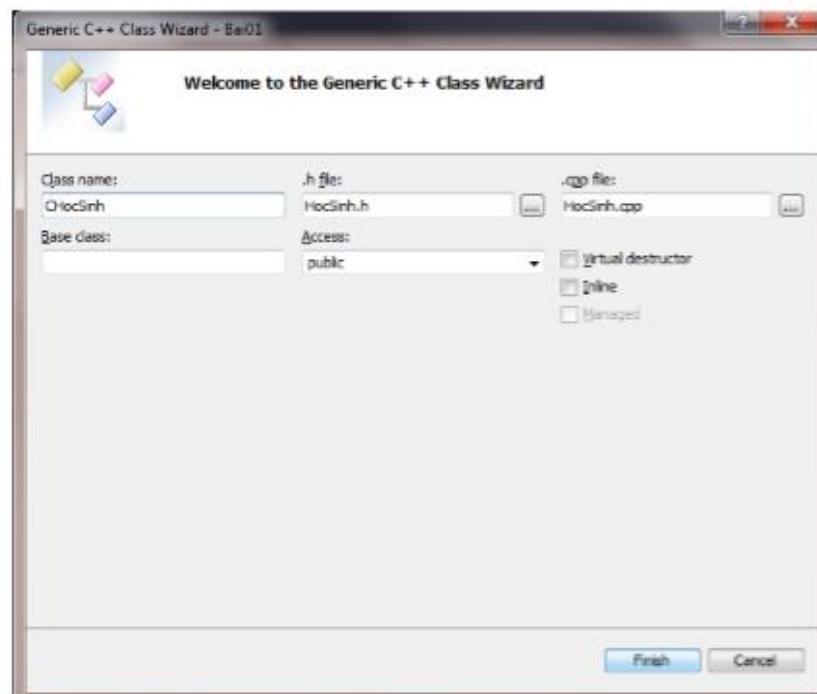 Generic C++ Class Wizard - Bai01
Welcome to the Generic C++ Class Wizard
Class name: .h file: .cpp file:
CHocSinh HocSinh.h ... HocSinh.cpp ...
Base class: Access:
public Virtual destructor
Inline
Managed
Finish Cancel